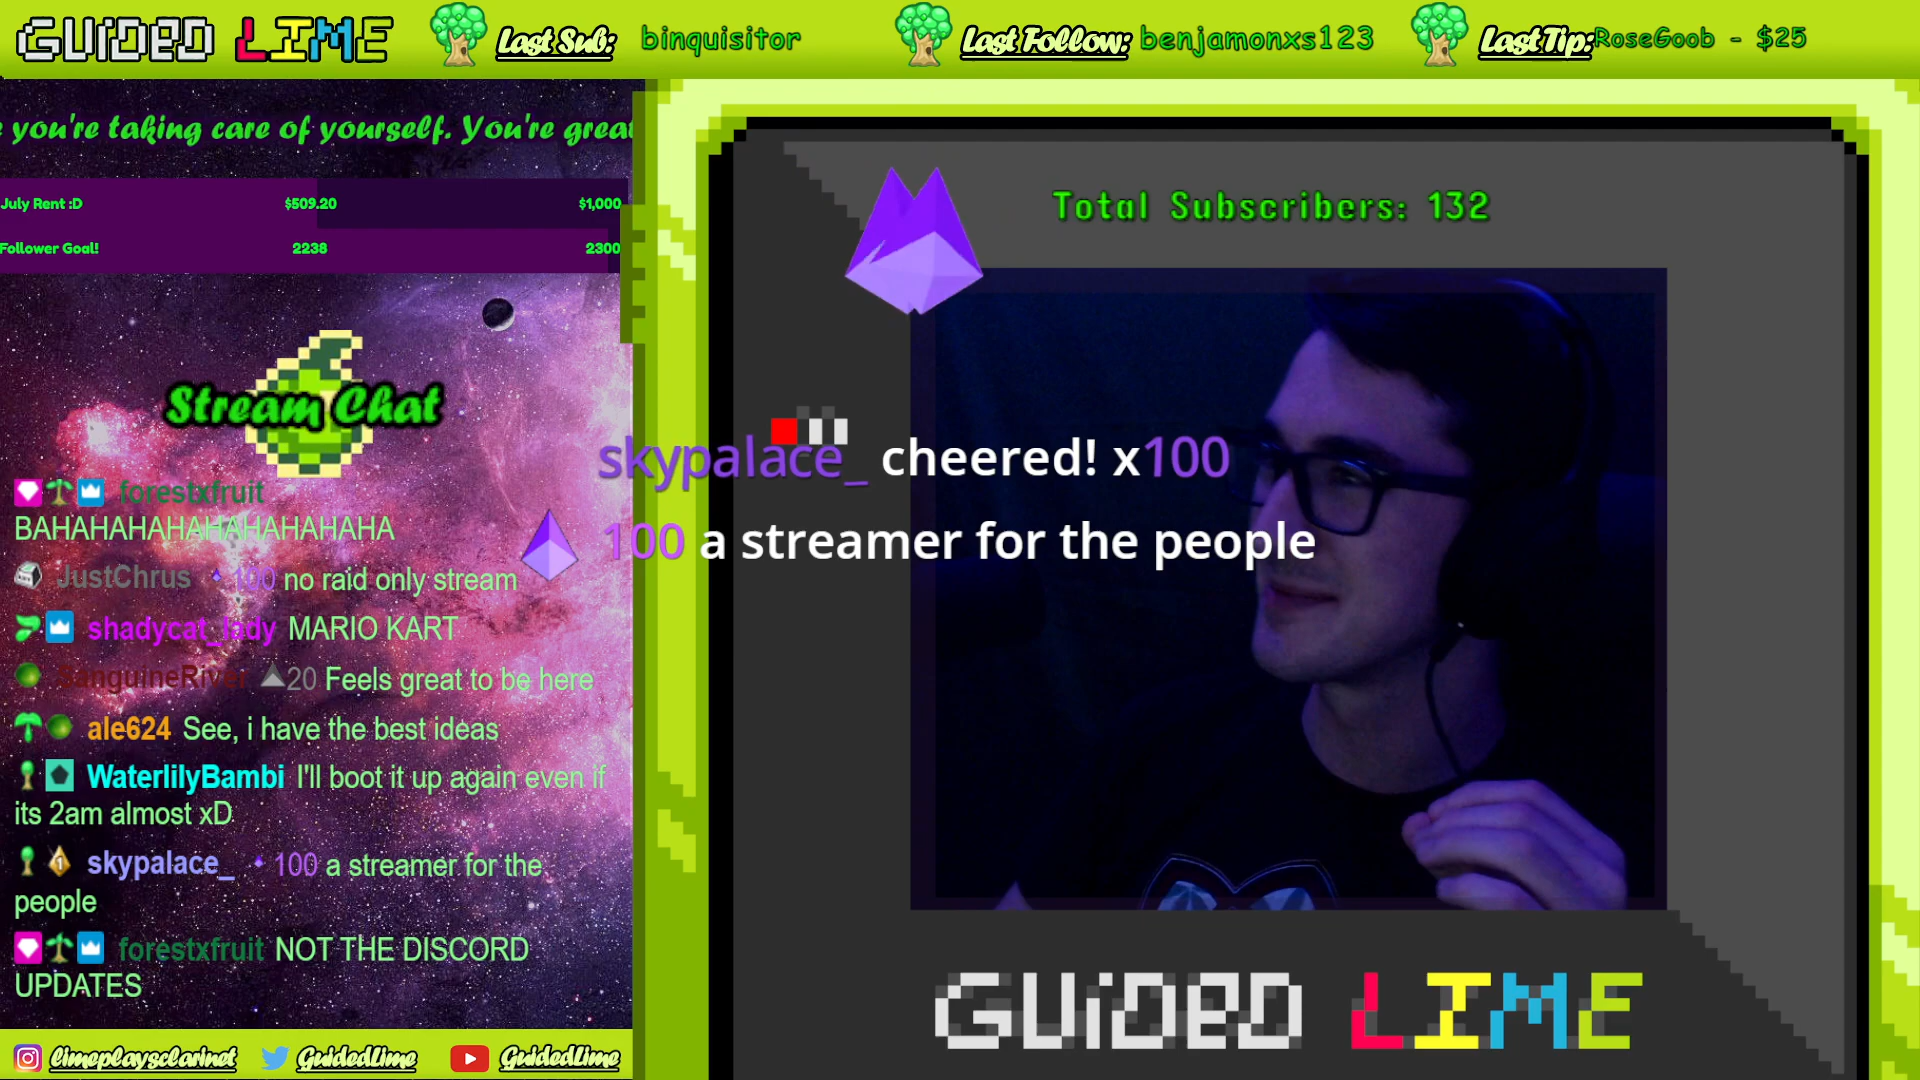 GUIDED LIME
Last Sub: binquisitor
Last Follow: benjamonxs123
Last Tip: RoseGoob - $25
you're taking care of yourself. You're grea
July Rent :D $509.20 $1,000
Follower Goal! 2238 2300
Stream Chat
forestxfruit
BAHAHAHAHAHAHAHAHAHA
JustChrus 100 no raid only stream
shadycat_lady MARIO KART
SanguineRiver 20 Feels great to be here
ale624 See, i have the best ideas
WaterlilyBambi I'll boot it up again even if
its 2am almost xD
skypalace_ 100 a streamer for the
people
forestxfruit NOT THE DISCORD
UPDATES
limeplaysclarinet
GuidedLime
GuidedLime
Total Subscribers: 132
skypalace_ cheered! x100
100 a streamer for the people
GUIDED LIME